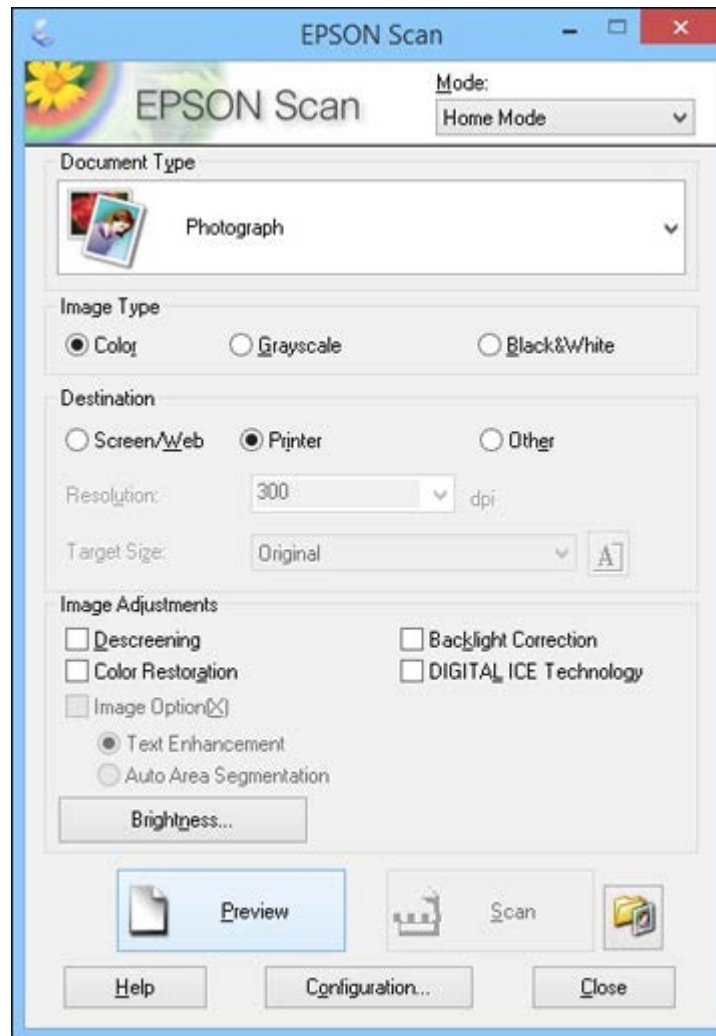 EPSON Scan
EPSON Scan
Mode:
Home Mode
Document Type
Photograph
Image Type
Color Grayscale Black&White
Destination
Screen/Web Printer Other
Resolution: 300 dpi
Target Size: Original A
Image Adjustments
Descreening Backlight Correction
Color Restoration DIGITAL ICE Technology
Image Option(X)
Text Enhancement
Auto Area Segmentation
Brightness...
Preview Scan
Help Configuration... Close